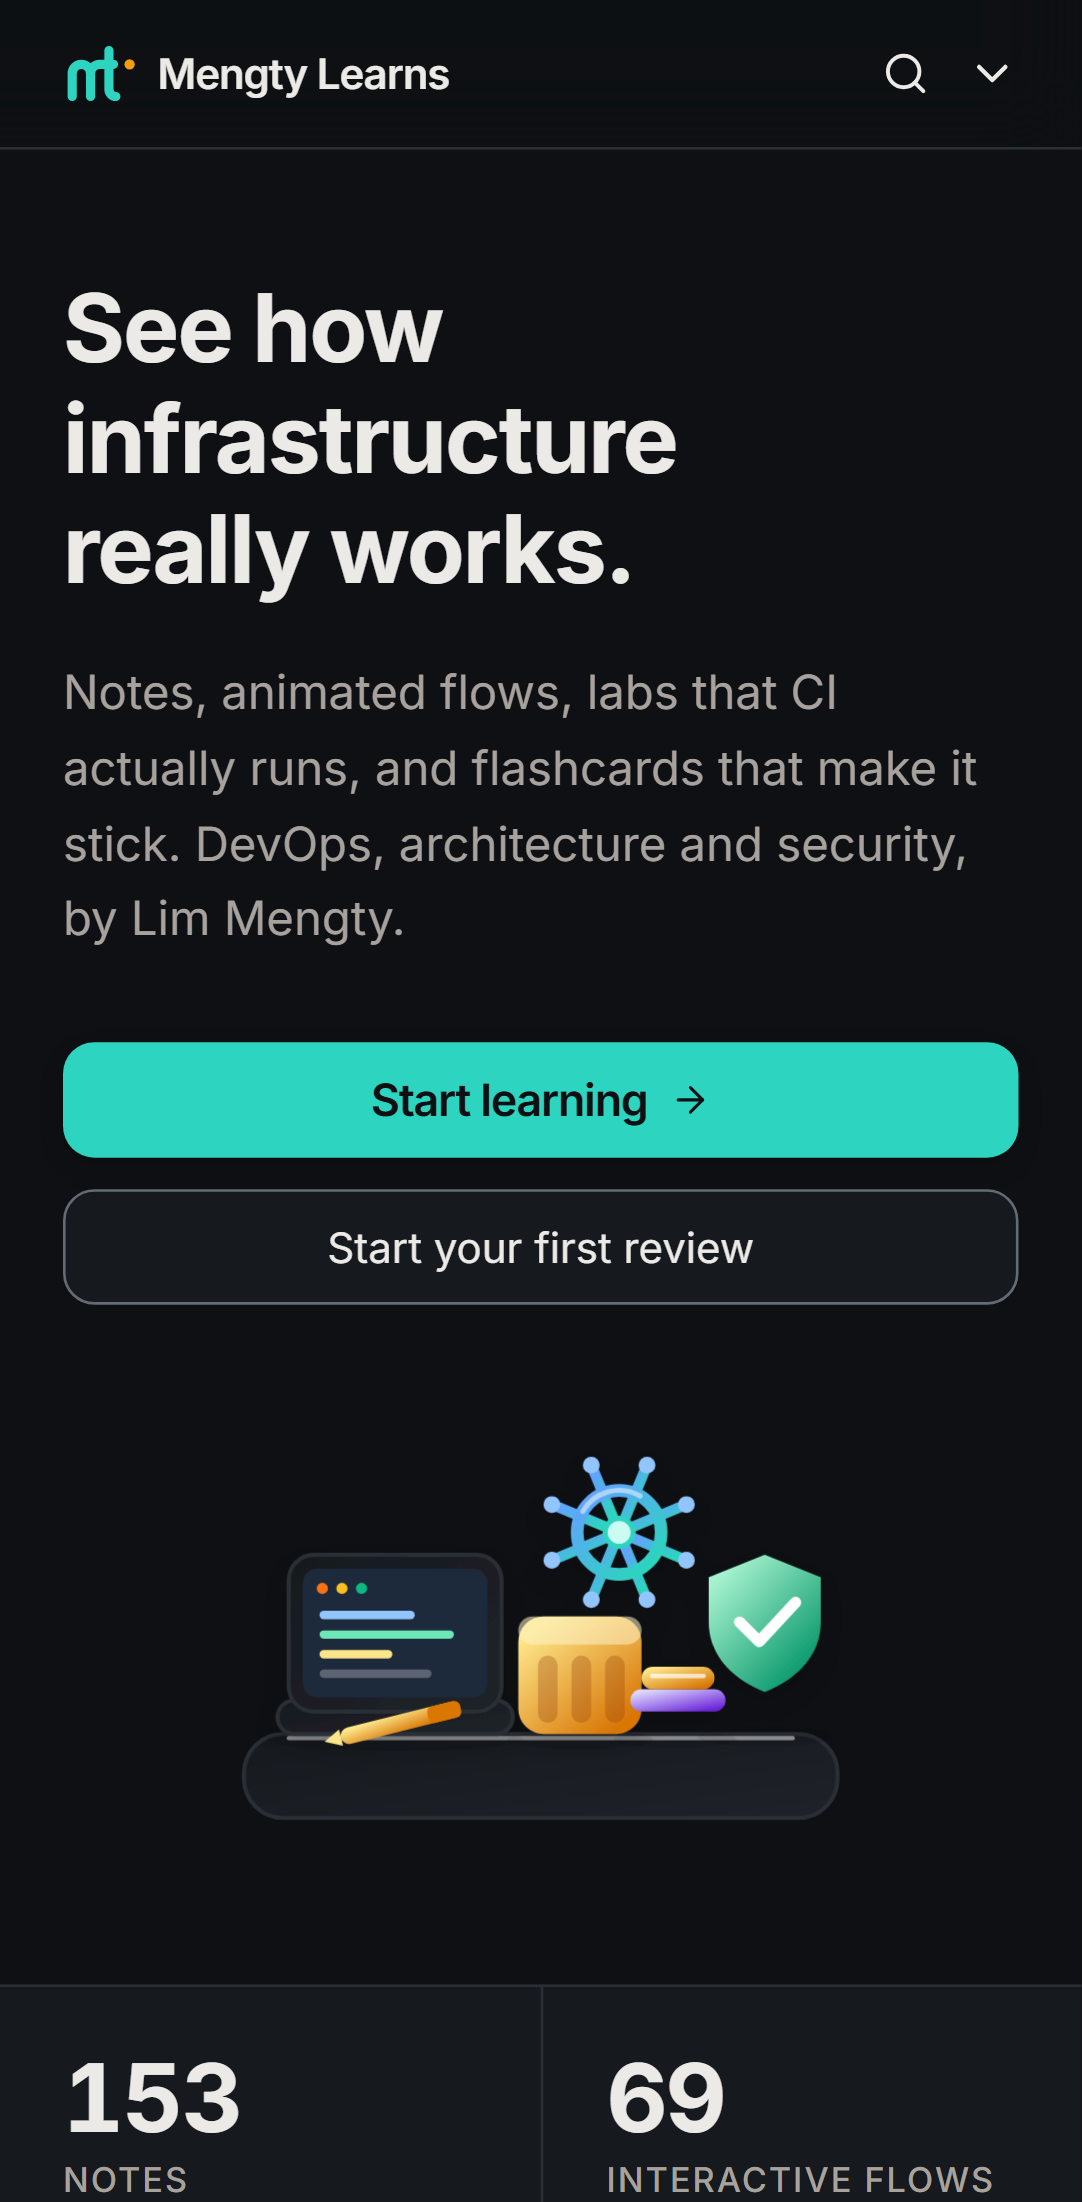 mt
Mengty Learns
See how
infrastructure
really works.
Notes, animated flows, labs that CI
actually runs, and flashcards that make it
stick. DevOps, architecture and security,
by Lim Mengty.
Start learning →
Start your first review
153
NOTES
69
INTERACTIVE FLOWS